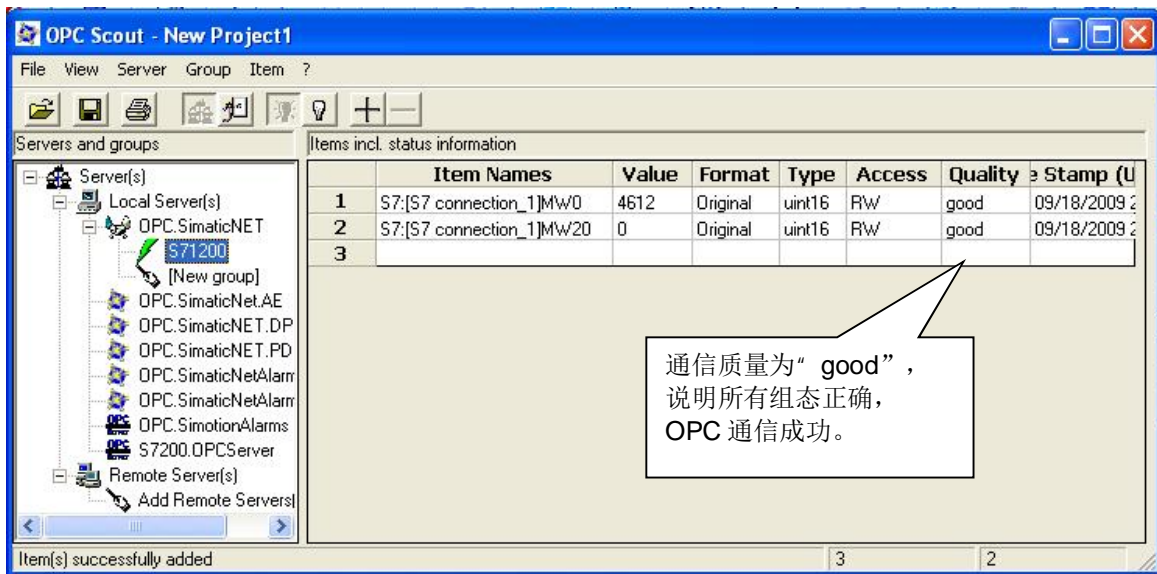 OPC Scout - New Project1
File View Server Group Item ?
Servers and groups
Items incl. status information
Server(s)
Local Server(s)
OPC.SimaticNET
S71200
[New group]
OPC.SimaticNet.AE
OPC.SimaticNET.DP
OPC.SimaticNET.PD
OPC.SimaticNetAlarm
OPC.SimaticNetAlarm
OPC.SimotionAlarms
S7200.OPCServer
Remote Server(s)
Add Remote Servers(
Item Names Value Format Type Access Quality e Stamp (U
1 S7:[S7 connection_1]MW0 4612 Original uint16 RW good 09/18/2009 2
2 S7:[S7 connection_1]MW20 0 Original uint16 RW good 09/18/2009 2
3
通信质量为“good”，
说明所有组态正确，
OPC 通信成功。
Item(s) successfully added 3 2